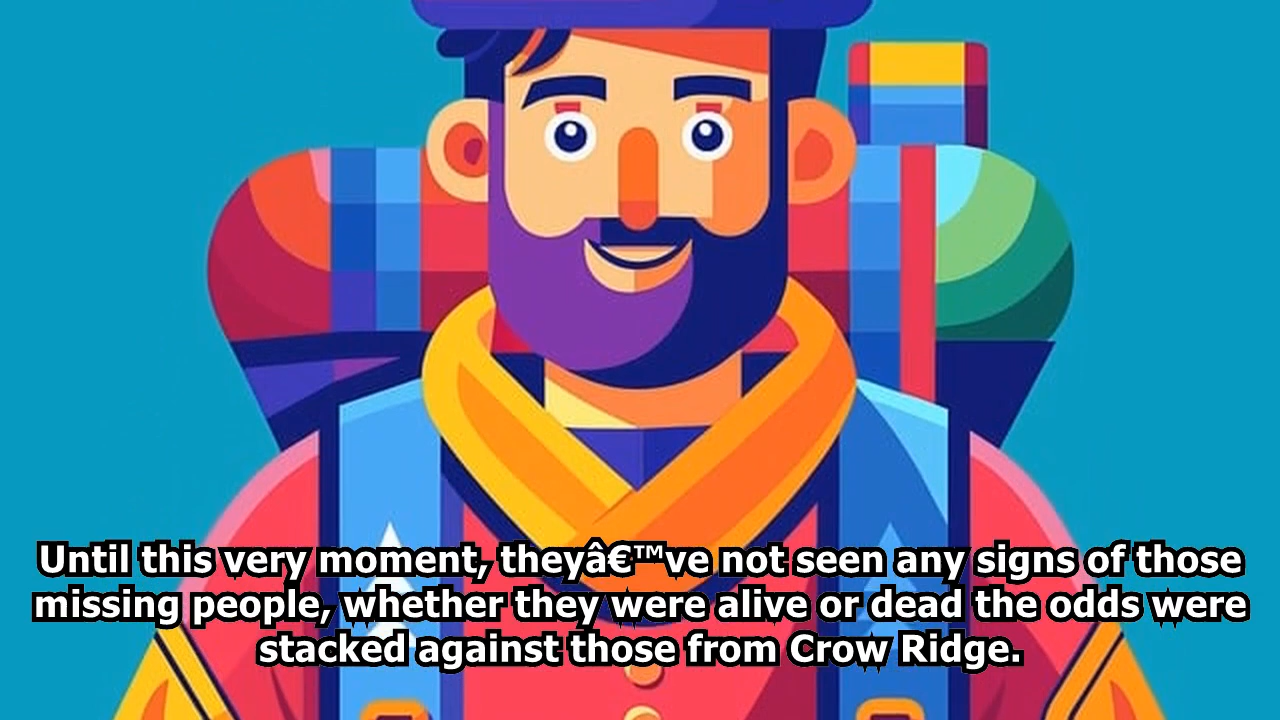 Until this very moment, theyâ€™ve not seen any signs of those
missing people, whether they were alive or dead the odds were
stacked against those from Crow Ridge.